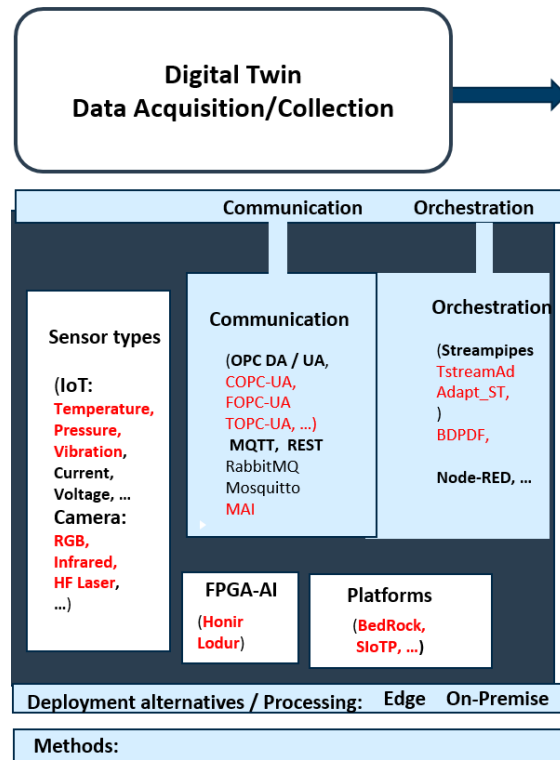 Digital Twin
Data Acquisition/Collection
Communication
Orchestration
Sensor types
(IoT:
Temperature,
Pressure,
Vibration,
Current,
Voltage, ...
Camera:
RGB,
Infrared,
HF Laser,
...)
Communication
(OPC DA / UA,
COPC-UA,
FOPC-UA
TOPC-UA, ...)
MQTT, REST
RabbitMQ
Mosquitto
MAI
Orchestration
(Streampipes
TstreamAd
Adapt_ST,
)
BDPDF,
Node-RED, ...
FPGA-AI
(Honir
Lodur)
Platforms
(BedRock,
SIoTP, ...)
Deployment alternatives / Processing: Edge On-Premise
Methods: